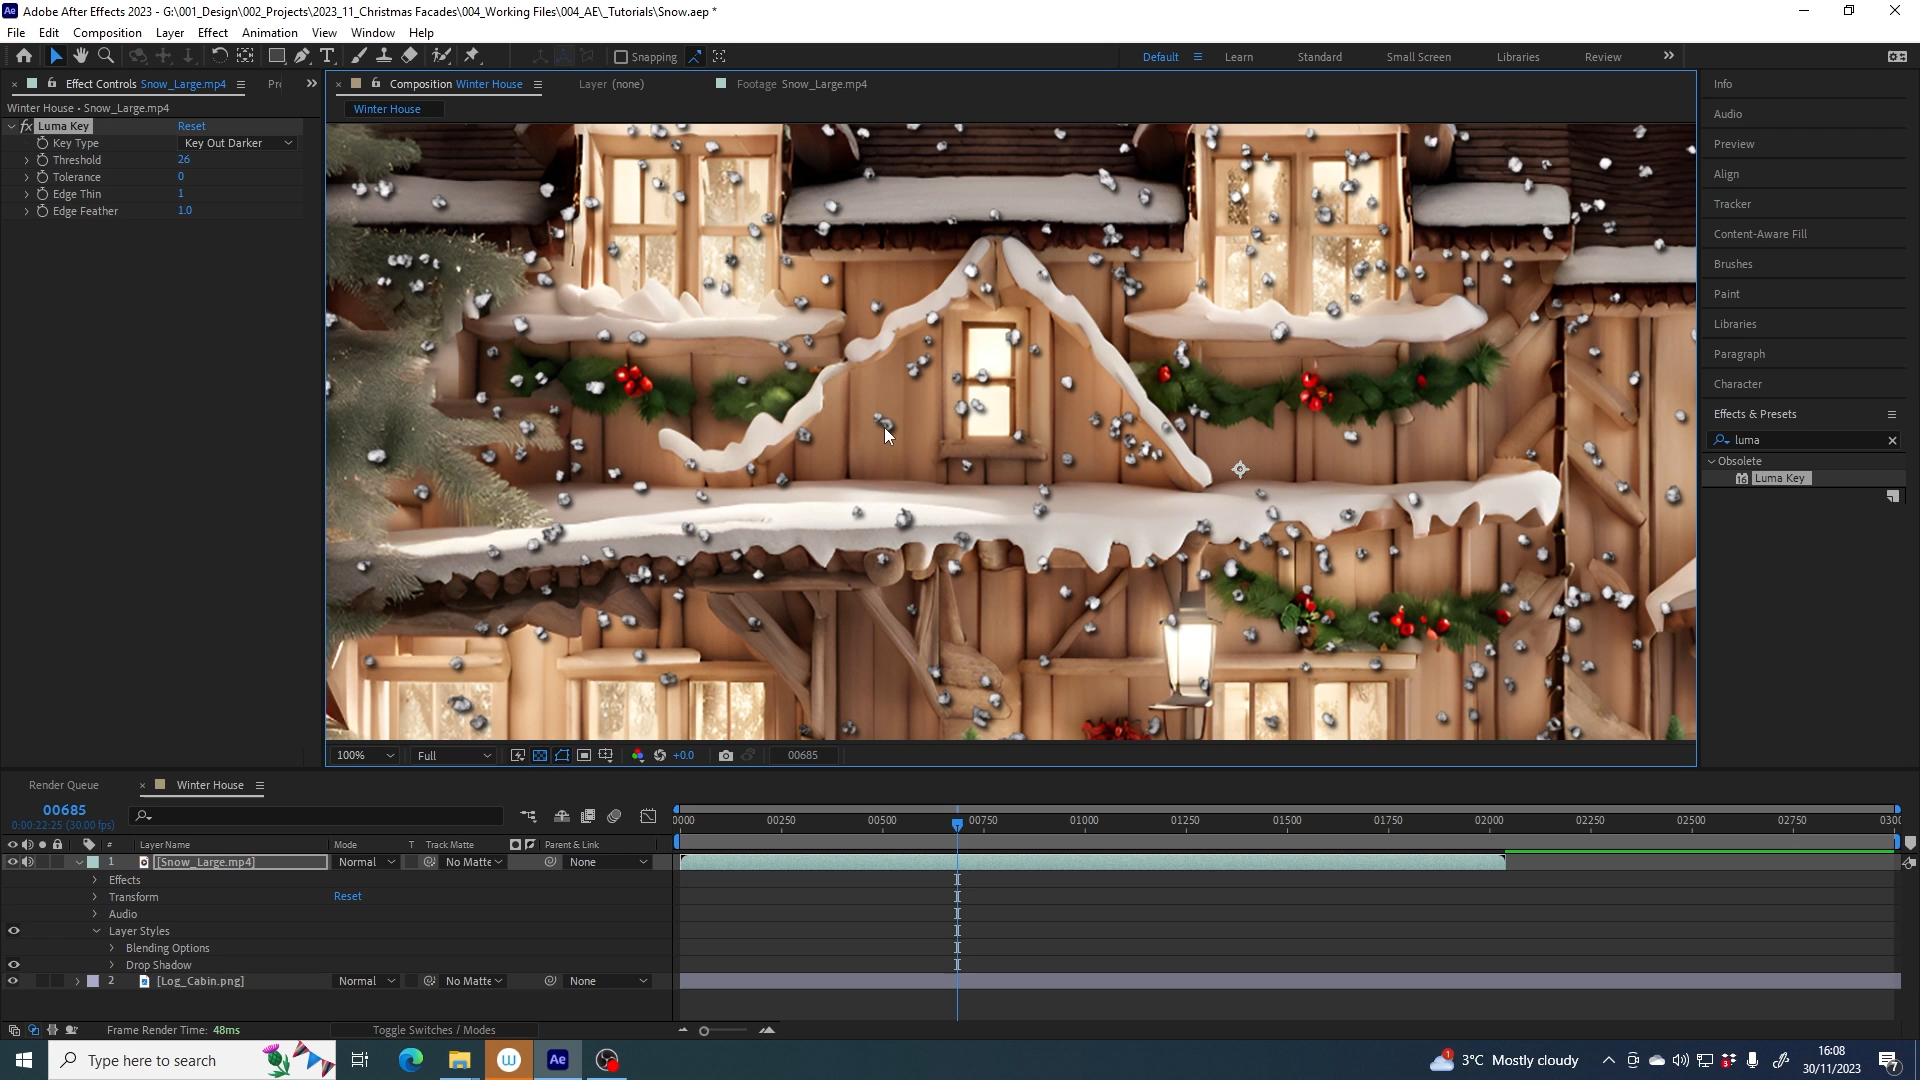 Ae Adobe After Effects 2023 - G:\001_Design\002_Projects\2023_11_Christmas Facades\004_Working Files\004_AE\_Tutorials\Snow.aep *
File Edit Composition Layer Effect Animation View Window Help
Snapping
Default Learn Standard Small Screen Libraries Review
Effect Controls Snow_Large.mp4
Composition Winter House
Layer (none)
Footage Snow_Large.mp4
Winter House • Snow_Large.mp4
Winter House
fx Luma Key Reset
Key Type Key Out Darker
Threshold 26
Tolerance 0
Edge Thin 1
Edge Feather 1.0
Info
Audio
Preview
Align
Tracker
Content-Aware Fill
Brushes
Paint
Libraries
Paragraph
Character
Effects & Presets
luma
Obsolete
Luma Key
100% Full +0.0 00685
Render Queue Winter House
00685
0:00:22:25 (30.00 fps)
0000 00250 00500 00750 01000 01250 01500 01750 02000 02250 02500 02750 0300
# Layer Name Mode T Track Matte Parent & Link
1 [Snow_Large.mp4] Normal No Matte None
Effects
Transform Reset
Audio
Layer Styles
Blending Options
Drop Shadow
2 [Log_Cabin.png] Normal No Matte None
Frame Render Time: 48ms Toggle Switches / Modes
Type here to search
Ae
3°C Mostly cloudy
16:08
30/11/2023
7